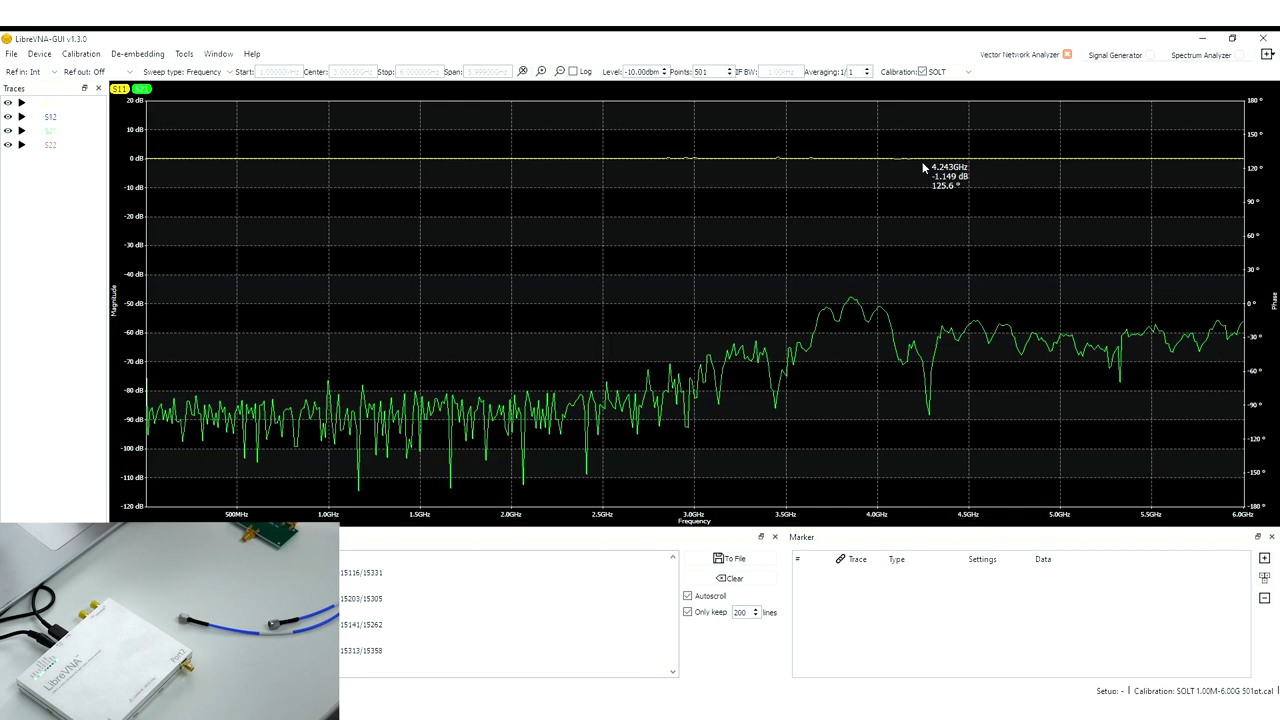 LibreVNA-GUI v1.3.0
File Device Calibration De-embedding Tools Window Help
Vector Network Analyzer Signal Generator Spectrum Analyzer
Ref in: Int Ref out: Off Sweep type: Frequency Start: Center: Stop: Span: Log Level: -10.00dbm Points: 501 IF BW: 1.00kHz Averaging: 1/ 1 Calibration: SOLT
Traces
S11 S21
S12
S21
S22
20 dB
10 dB
0 dB
-10 dB
-20 dB
-30 dB
-40 dB
-50 dB
-60 dB
-70 dB
-80 dB
-90 dB
-100 dB
-110 dB
-120 dB
Magnitude
4.243GHz
-1.149 dB
125.6 °
180 °
150 °
120 °
90 °
60 °
30 °
0 °
-30 °
-60 °
-90 °
-120 °
-150 °
-180 °
Phase
500MHz 1.0GHz 1.5GHz 2.0GHz 2.5GHz 3.0GHz 3.5GHz 4.0GHz 4.5GHz 5.0GHz 5.5GHz 6.0GHz
Frequency
15116/15331
15203/15305
15141/15262
15313/15358
To File
Clear
Autoscroll
Only keep 200 lines
Marker
# Trace Type Settings Data
LibreVNA™
Port2
Setup: - Calibration: SOLT 1.00M-6.00G 501pt.cal